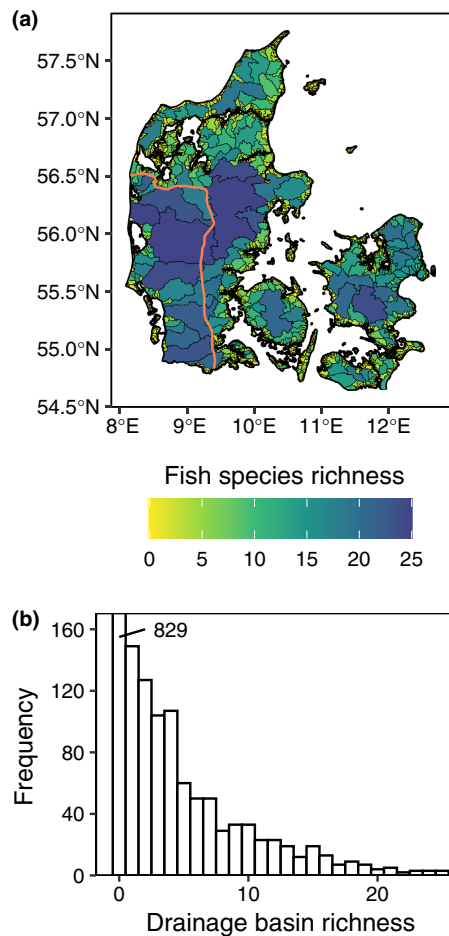 (a)
57.5°N
57.0°N
56.5°N
56.0°N
55.5°N
55.0°N
54.5°N
8°E 9°E 10°E 11°E 12°E
Fish species richness
0 5 10 15 20 25
(b)
829
160
120
80
40
0
Frequency
0 10 20
Drainage basin richness